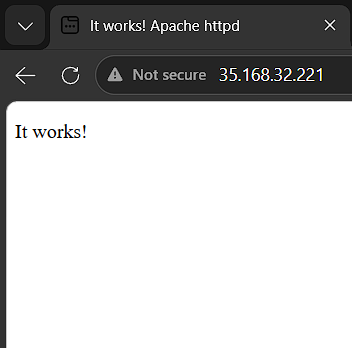 It works! Apache httpd
Not secure 35.168.32.221
It works!